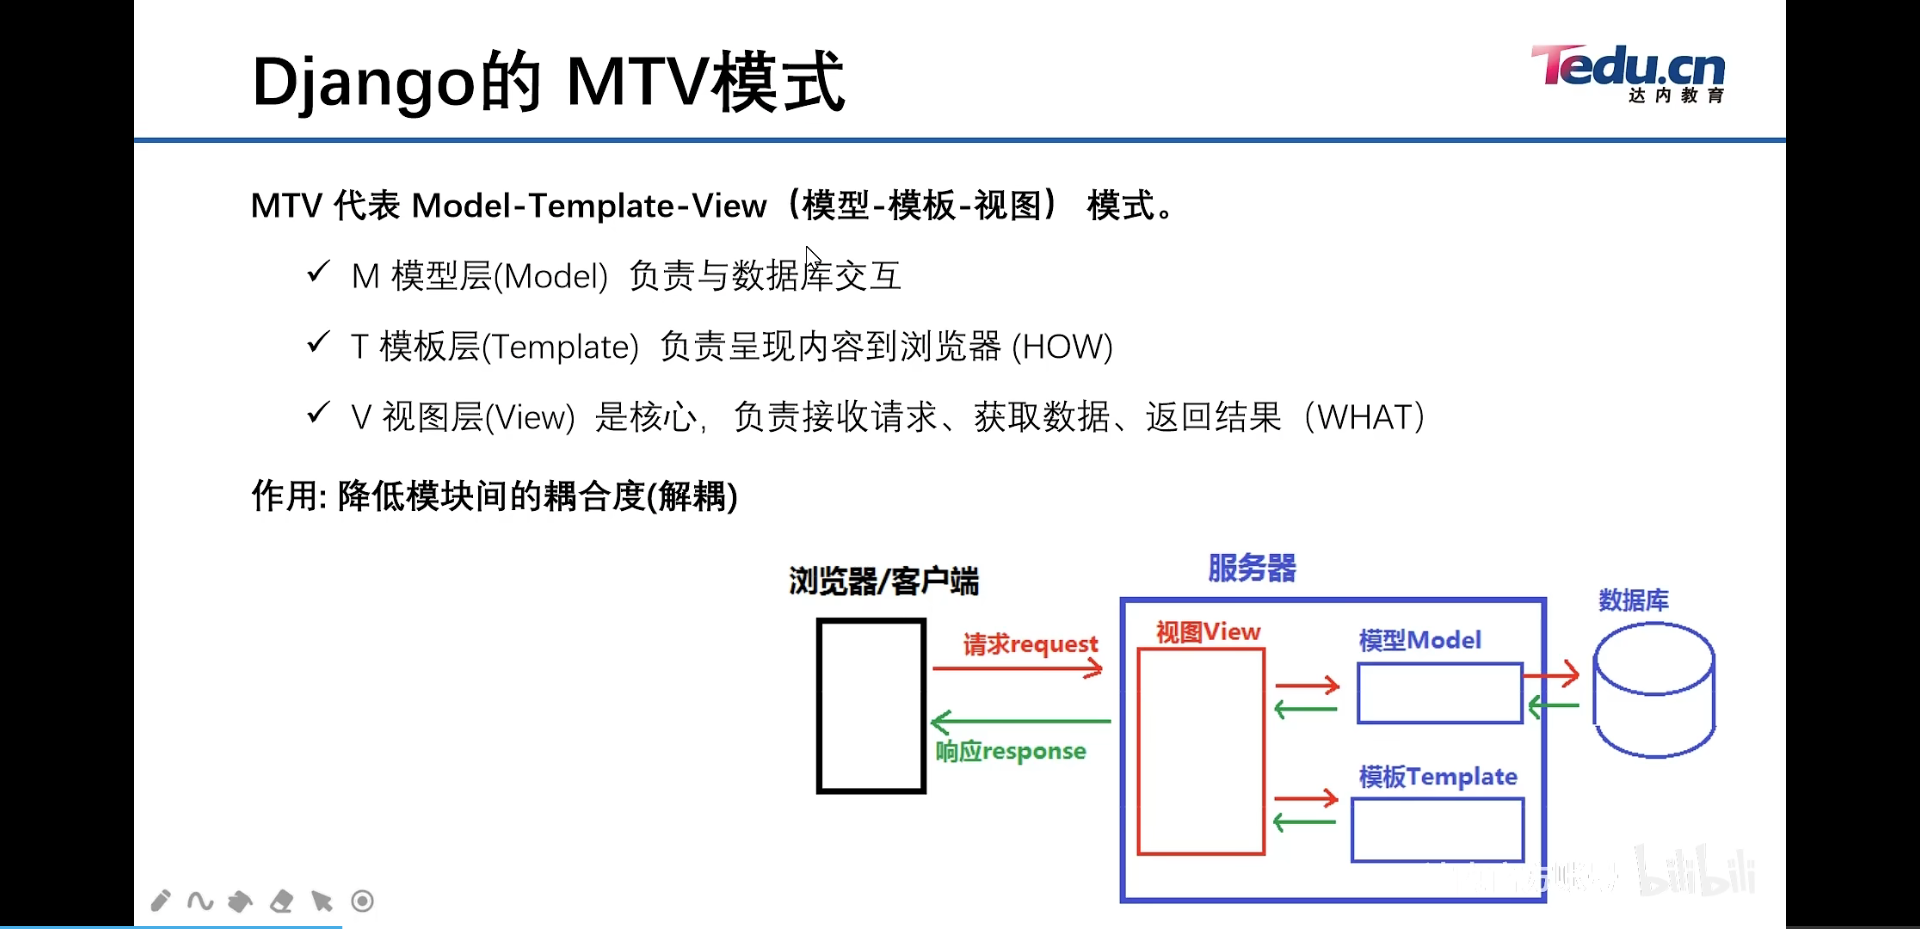 Django的 MTV模式
Tedu.cn
达内教育
MTV 代表 Model-Template-View（模型-模板-视图） 模式。
M 模型层(Model) 负责与数据库交互
T 模板层(Template) 负责呈现内容到浏览器 (HOW)
V 视图层(View) 是核心，负责接收请求、获取数据、返回结果（WHAT）
作用: 降低模块间的耦合度(解耦)
浏览器/客户端
服务器
数据库
请求request
视图View
模型Model
响应response
模板Template
bilibili